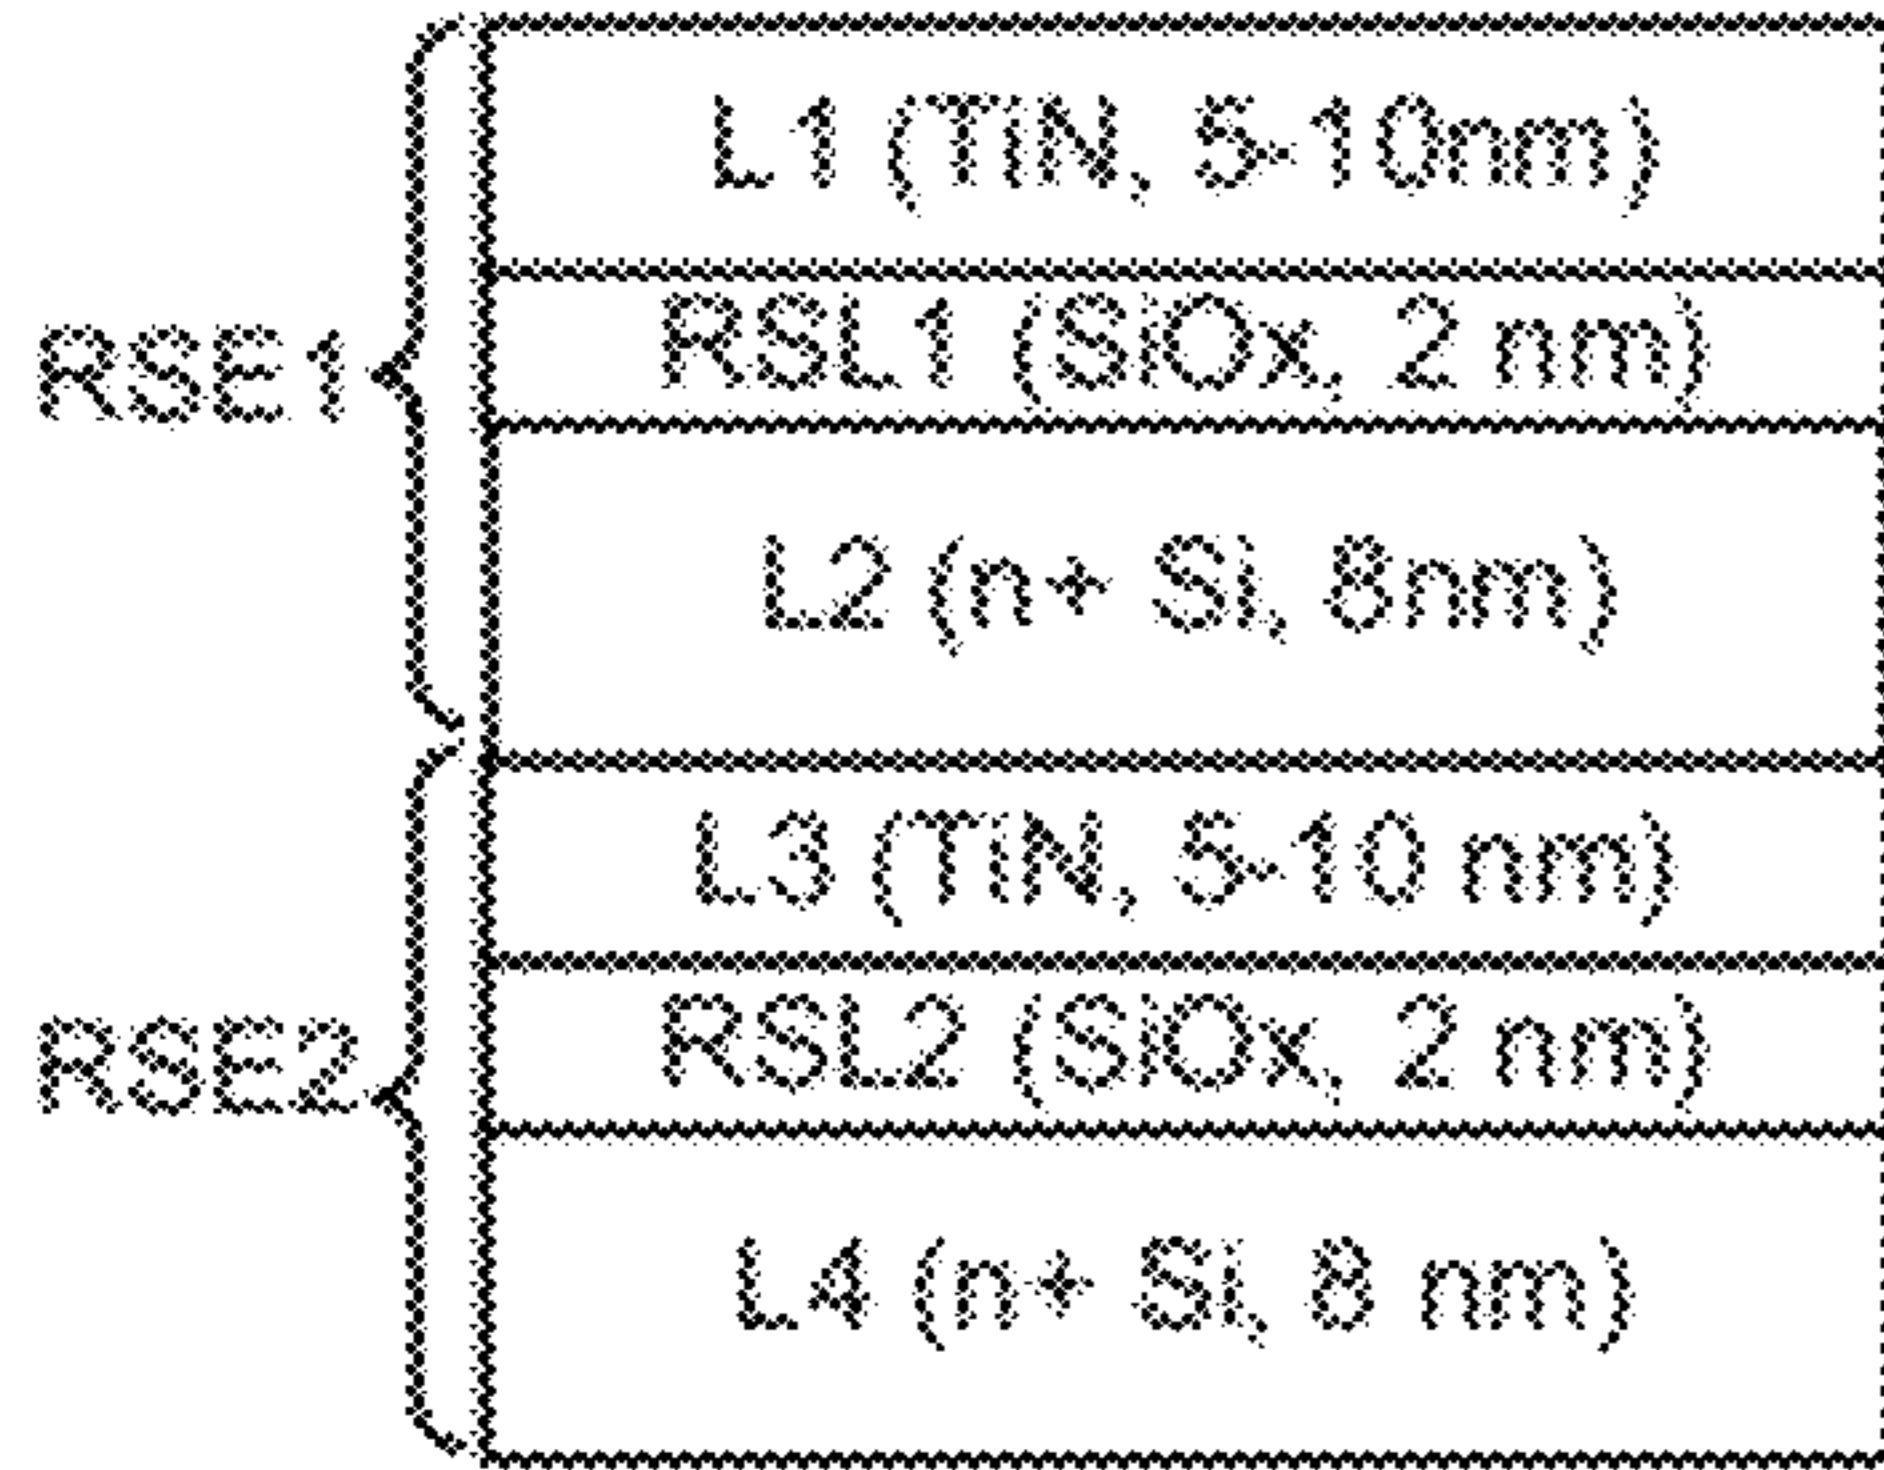 L1 (TiN, 5-10nm)
RSL1 (SiOx, 2 nm)
RSE1
L2 (n+ Si, 8nm)
L3 (TiN, 5-10 nm)
RSL2 (SiOx, 2 nm)
RSE2
L4 (n+ Si, 8 nm)